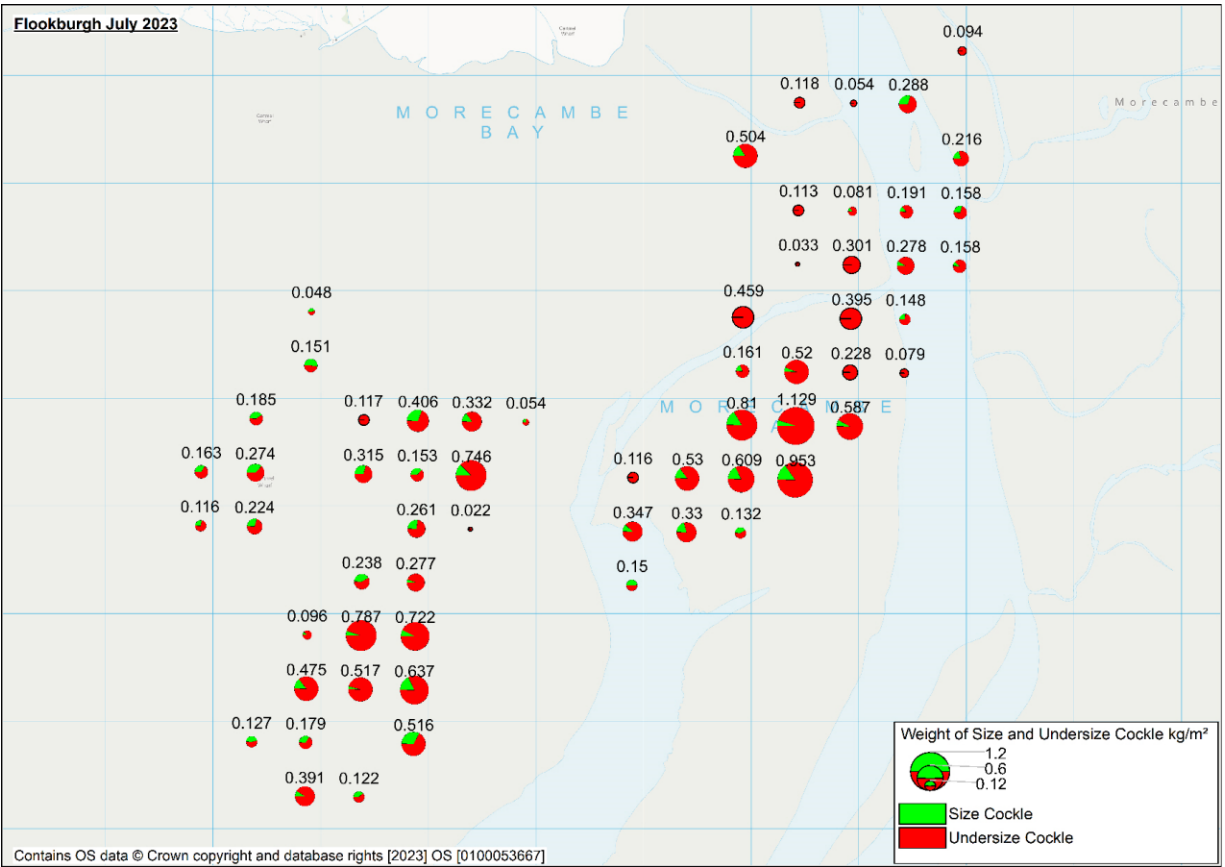 Flookburgh July 2023
0.094
0.118 0.054 0.288
MORECAMBE
BAY
Morecambe
0.504 0.216
0.113 0.081 0.191 0.158
0.033 0.301 0.278 0.158
0.048 0.459 0.395 0.148
0.151 0.161 0.52 0.228 0.079
0.185 0.117 0.406 0.332 0.054 0.81 1.129 0.587
0.163 0.274 0.315 0.153 0.746 0.116 0.53 0.609 0.953
0.116 0.224 0.261 0.022 0.347 0.33 0.132
0.238 0.277 0.15
0.096 0.787 0.722
0.475 0.517 0.637
0.127 0.179 0.516
0.391 0.122
Weight of Size and Undersize Cockle kg/m²
1.2
0.6
0.12
Size Cockle
Undersize Cockle
Contains OS data © Crown copyright and database rights [2023] OS [0100053667]